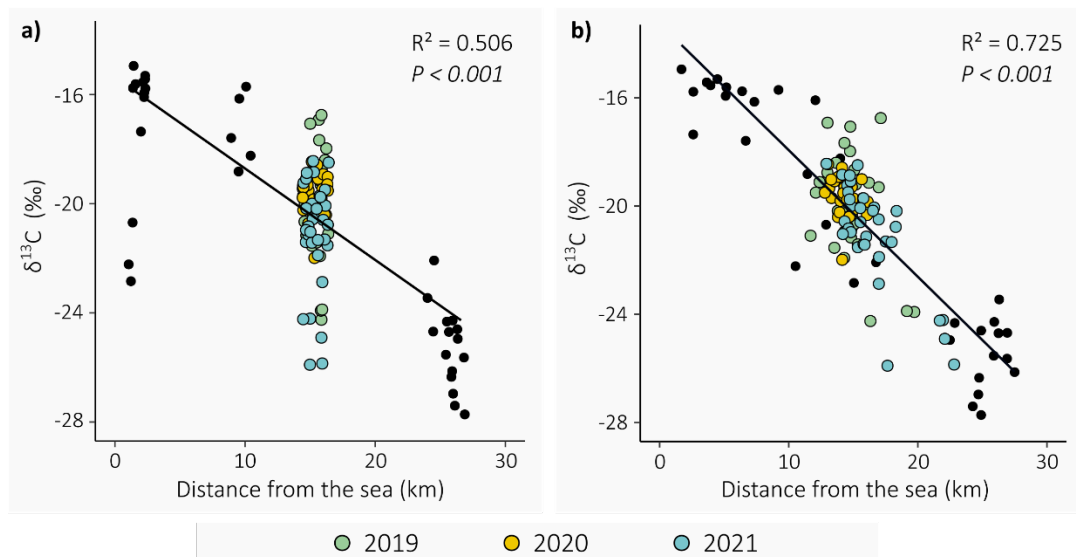 a)
R² = 0.506
P < 0.001
-16
-20
-24
-28
δ¹³C (‰)
0 10 20 30
Distance from the sea (km)
b)
R² = 0.725
P < 0.001
-16
-20
-24
-28
δ¹³C (‰)
0 10 20 30
Distance from the sea (km)
2019 2020 2021